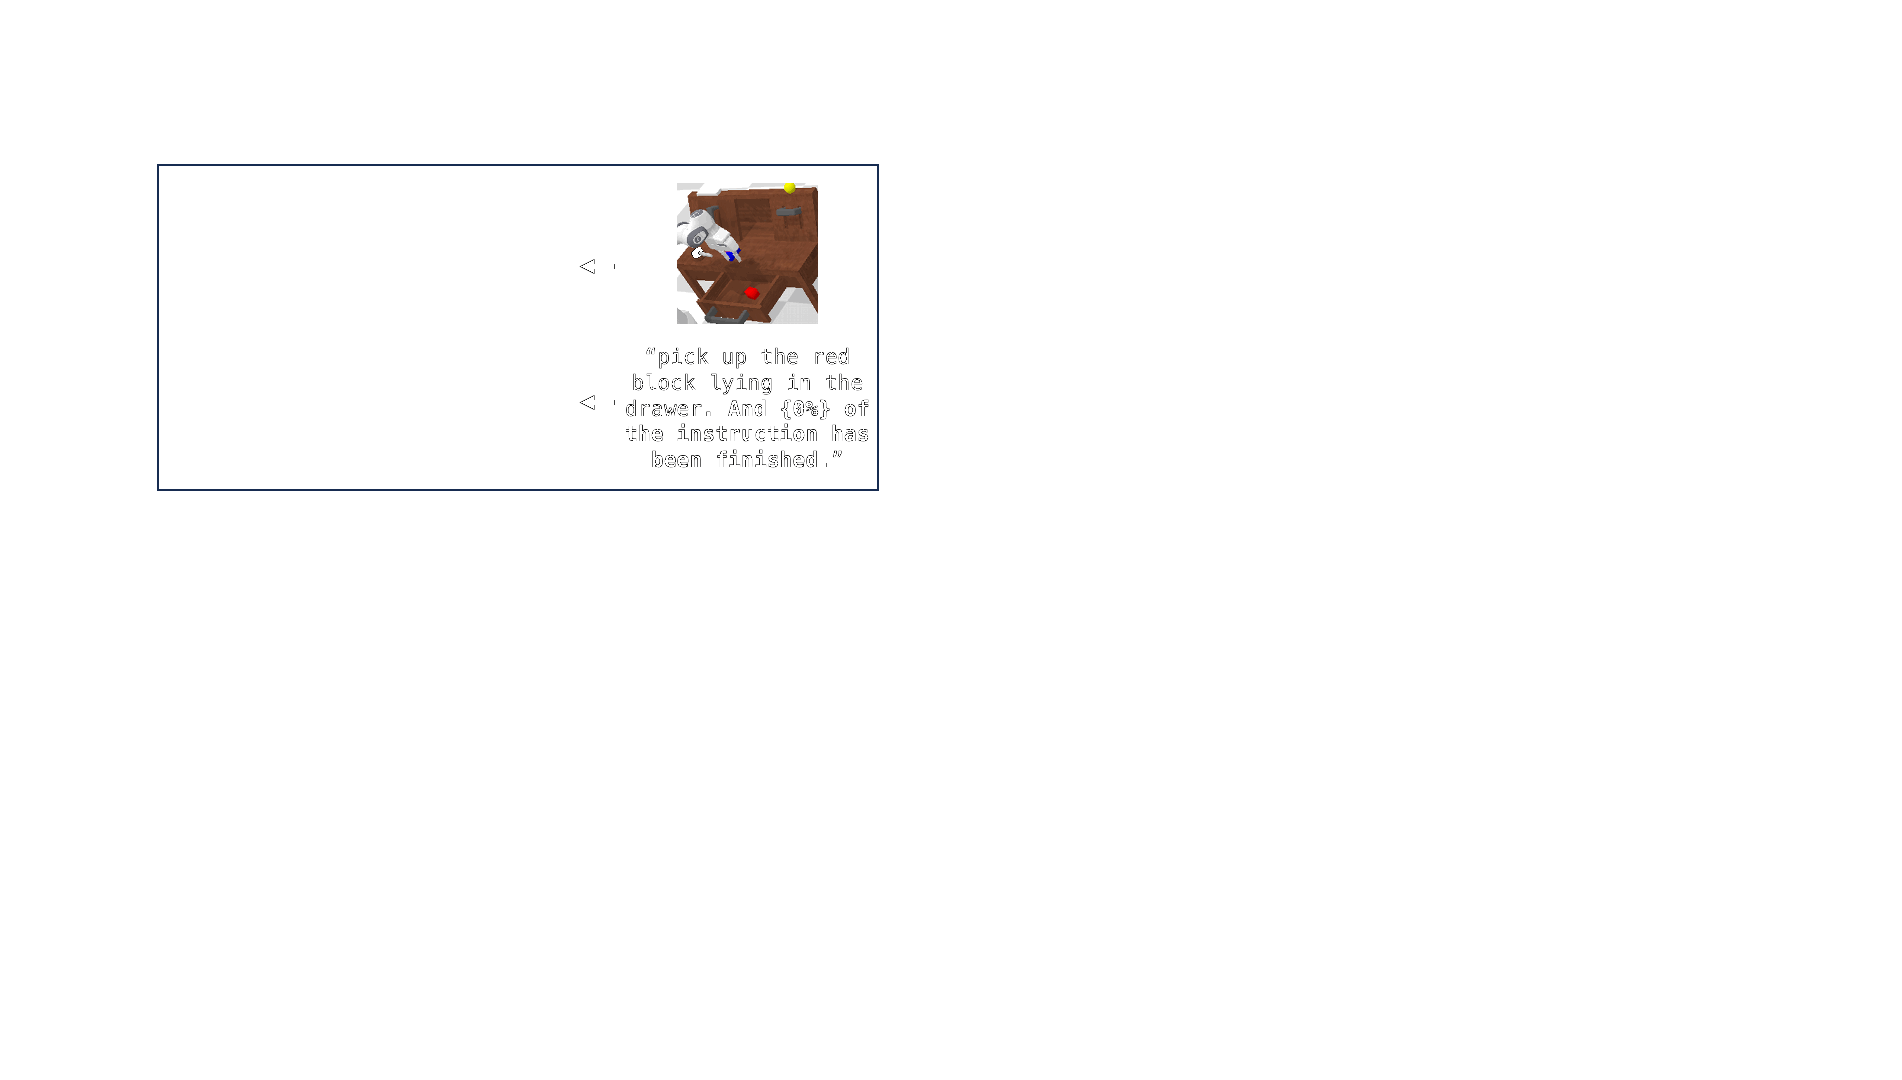 “pick up the red
block lying in the
drawer. And {0%} of
the instruction has
been finished.”